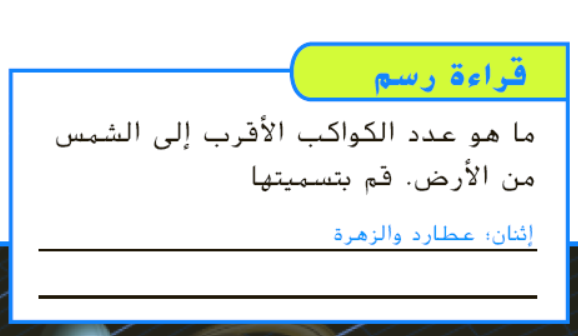 قراءة رسم
ما هو عدد الكواكب الأقرب إلى الشمس
من الأرض. قم بتسميتها
إثنان؛ عطارد والزهرة